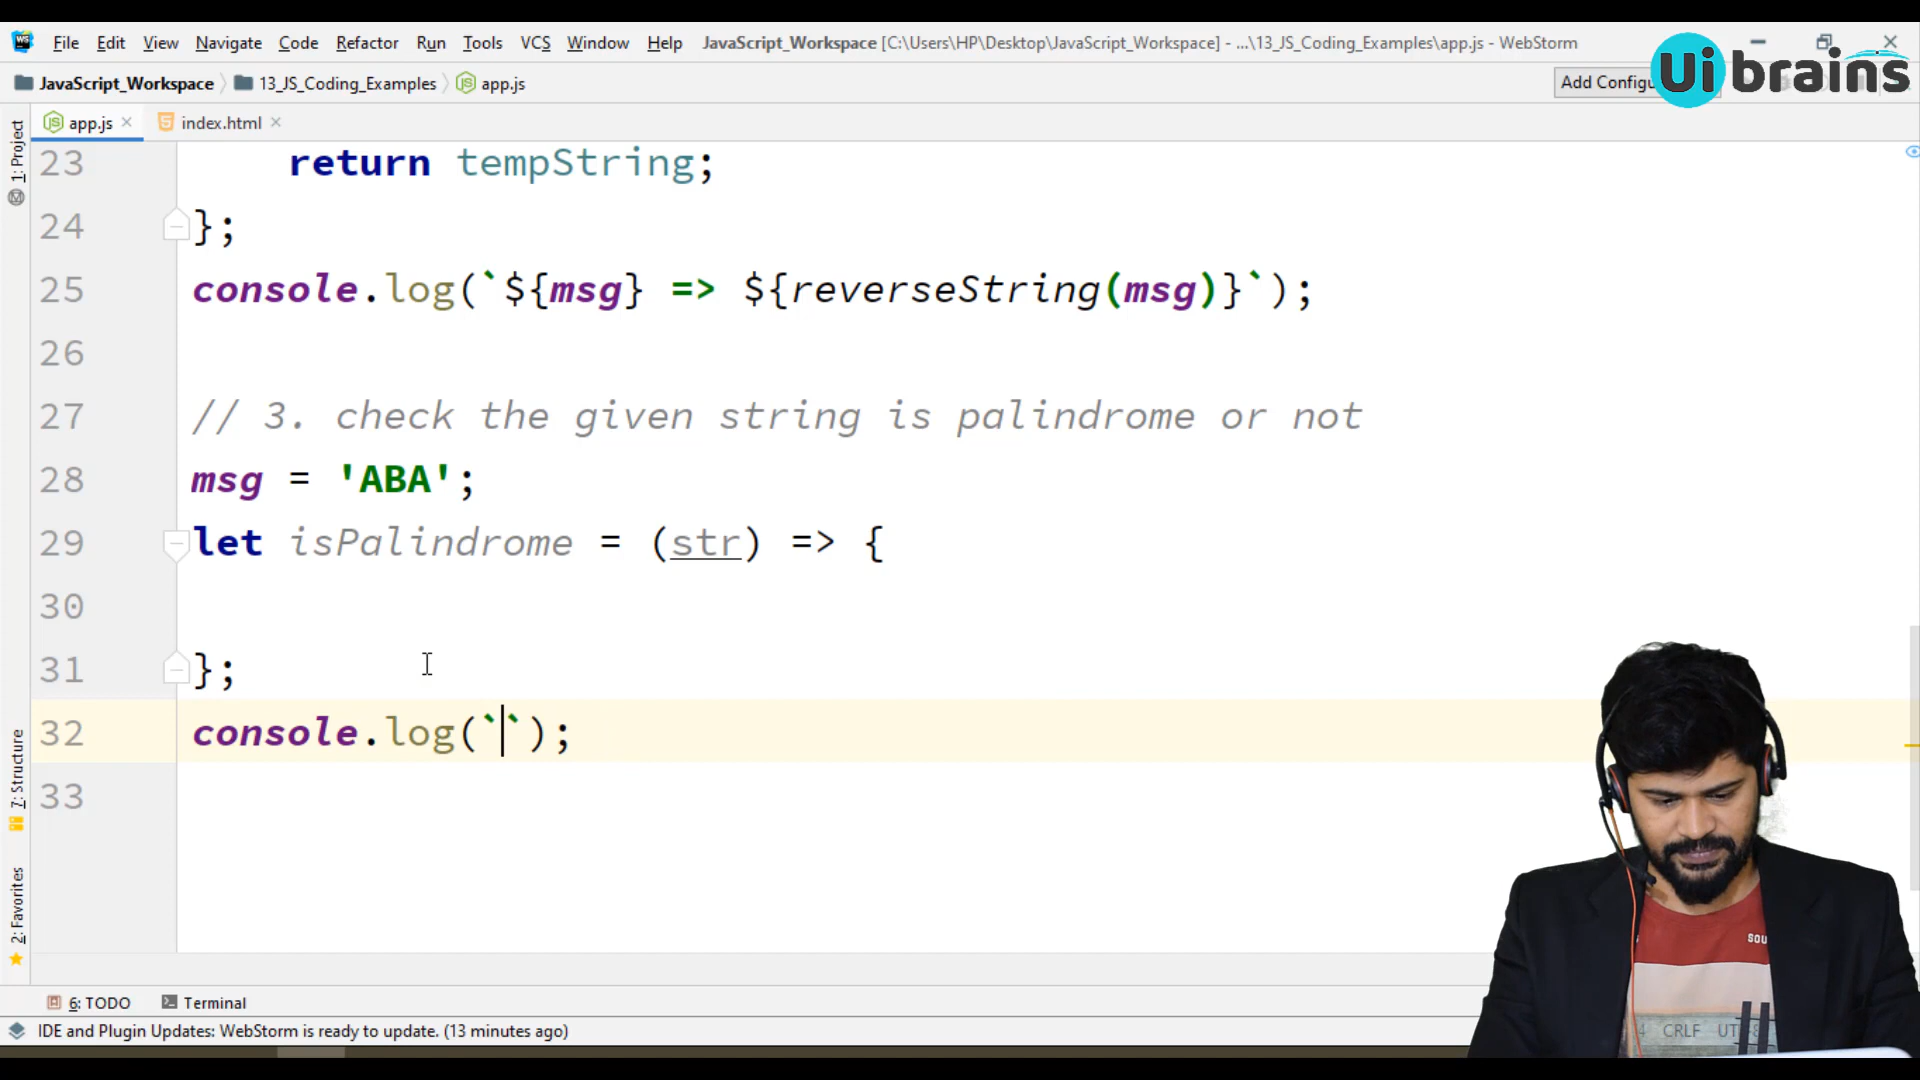 File Edit View Navigate Code Refactor Run Tools VCS Window Help JavaScript_Workspace [C:\Users\HP\Desktop\JavaScript_Workspace] - ...\13_JS_Coding_Examples\app.js - WebStorm
JavaScript_Workspace 13_JS_Coding_Examples app.js Add Configu
Ui brains
app.js index.html
1: Project
23 return tempString;
24 };
25 console.log(`${msg} => ${reverseString(msg)}`);
26
27 // 3. check the given string is palindrome or not
28 msg = 'ABA';
29 let isPalindrome = (str) => {
30
31 };
32 console.log(``);
33
7: Structure
2: Favorites
SQU
6: TODO Terminal
IDE and Plugin Updates: WebStorm is ready to update. (13 minutes ago)
CRLF